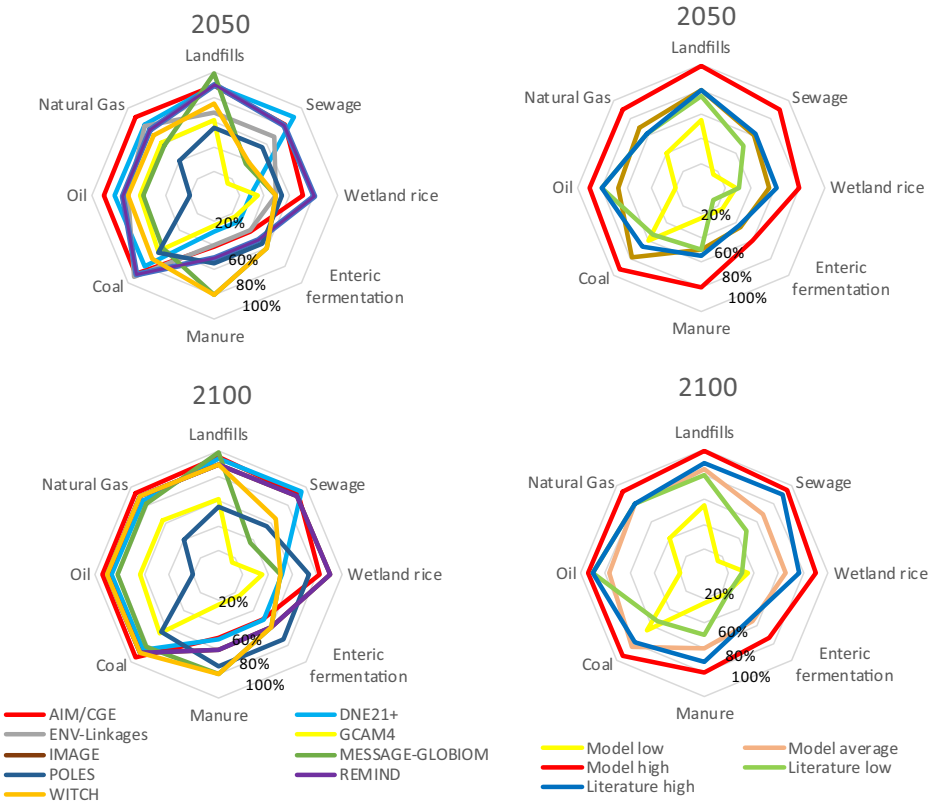 2050
Landfills
Natural Gas
Sewage
Oil
Wetland rice
20%
Coal
60%
Enteric
fermentation
80%
100%
Manure
2050
Landfills
Natural Gas
Sewage
Oil
Wetland rice
20%
60%
Coal
Enteric
fermentation
80%
100%
Manure
2100
Landfills
Natural Gas
Sewage
Oil
Wetland rice
20%
60%
Coal
Enteric
fermentation
80%
100%
Manure
AIM/CGE
DNE21+
ENV-Linkages
GCAM4
IMAGE
MESSAGE-GLOBIOM
POLES
REMIND
WITCH
2100
Landfills
Natural Gas
Sewage
Oil
Wetland rice
20%
60%
Coal
Enteric
fermentation
80%
100%
Manure
Model low
Model average
Model high
Literature low
Literature high